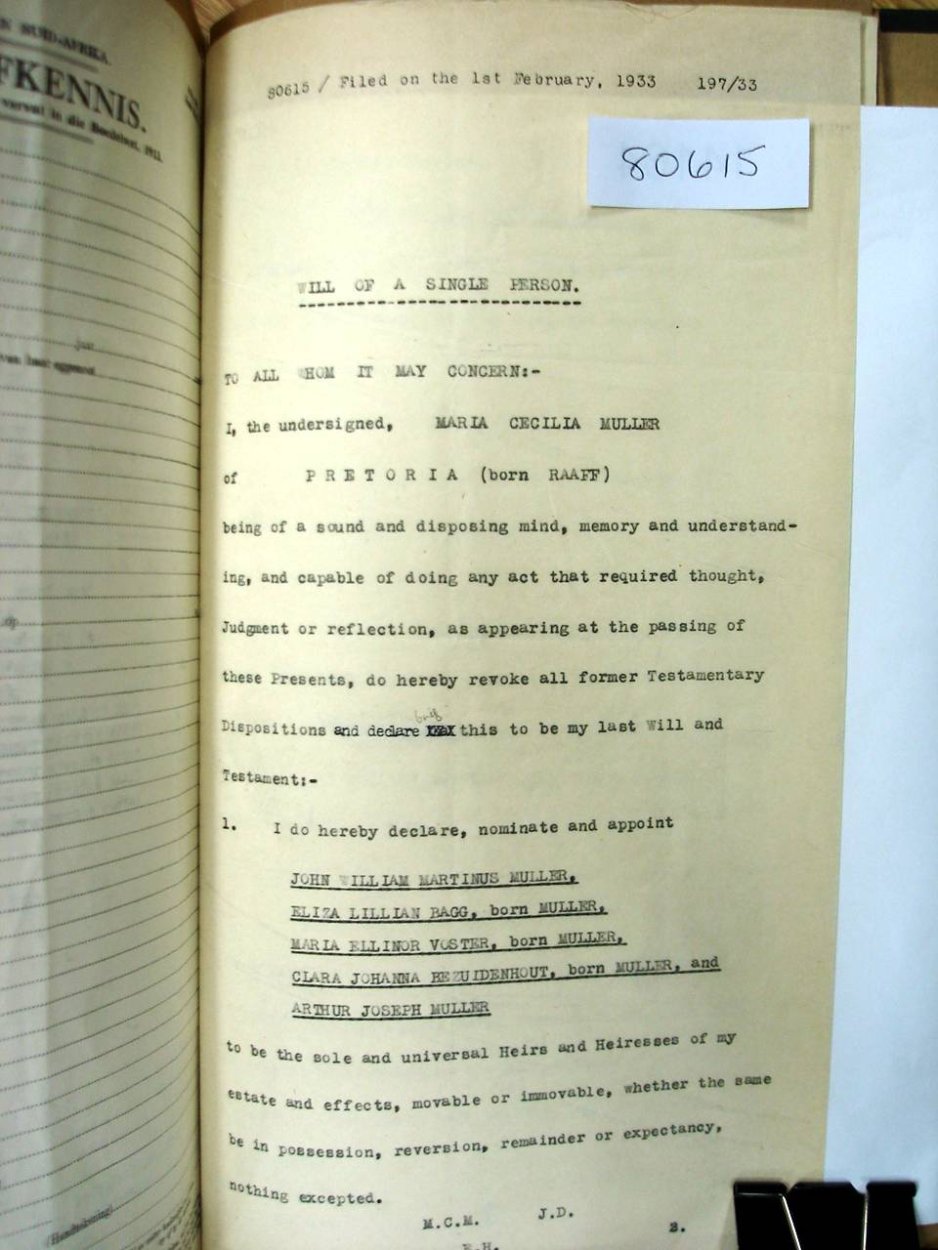 N SUID-AFRIKA
FKENNIS.
80615 / Filed on the 1st February, 1933 197/33
80615
WILL OF A SINGLE PERSON.
TO ALL WHOM IT MAY CONCERN:-
I, the undersigned, MARIA CECILIA MULLER
of P R E T O R I A (born RAAFF)
being of a sound and disposing mind, memory and understand-
ing, and capable of doing any act that required thought,
Judgment or reflection, as appearing at the passing of
these Presents, do hereby revoke all former Testamentary
Dispositions and declare this to be my last Will and
Testament:-
1. I do hereby declare, nominate and appoint
JOHN WILLIAM MARTINUS MULLER,
ELIZA LILLIAN BAGG, born MULLER,
MARIA ELLINOR VOSTER, born MULLER,
CLARA JOHANNA BEZUIDENHOUT, born MULLER, and
ARTHUR JOSEPH MULLER
to be the sole and universal Heirs and Heiresses of my
estate and effects, movable or immovable, whether the same
be in possession, reversion, remainder or expectancy,
nothing excepted.
M.C.M. J.D. 2.
E.H.
(Handtekening)